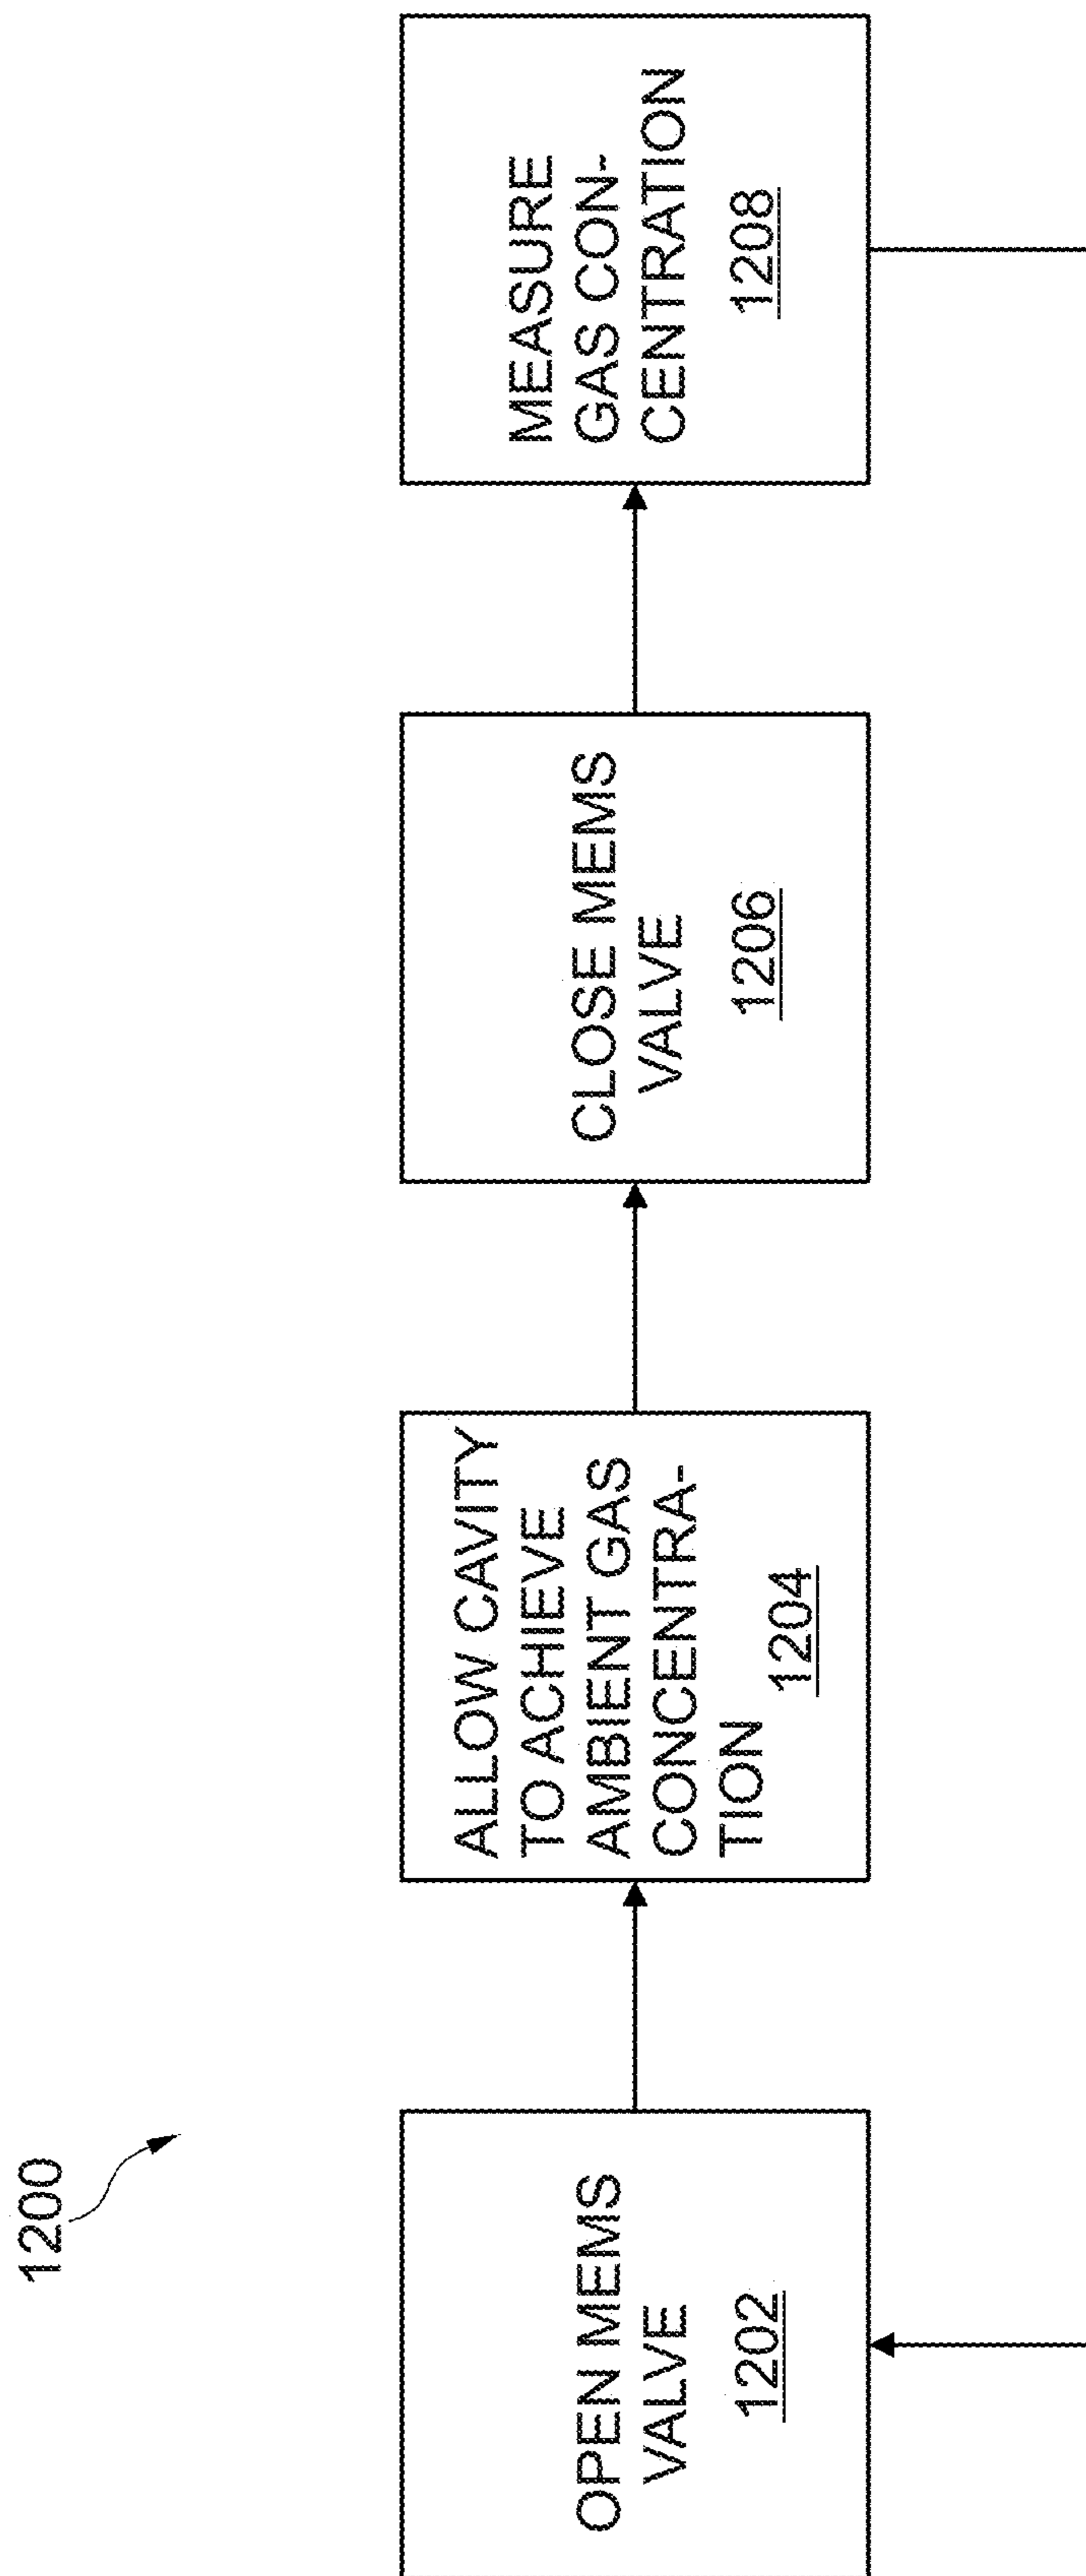 1200
OPEN MEMS
VALVE
1202
ALLOW CAVITY
TO ACHIEVE
AMBIENT GAS
CONCENTRA-
TION
1204
CLOSE MEMS
VALVE
1206
MEASURE
GAS CON-
CENTRATION
1208